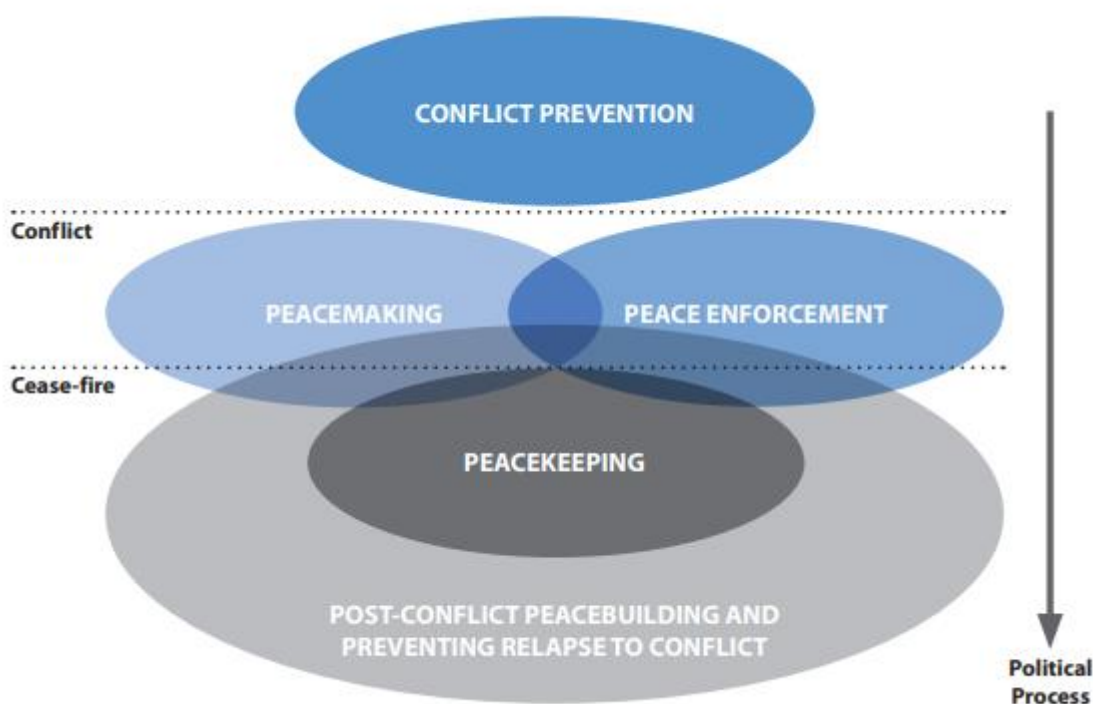 CONFLICT PREVENTION
Conflict
PEACEMAKING
PEACE ENFORCEMENT
Cease-fire
PEACEKEEPING
POST-CONFLICT PEACEBUILDING AND
PREVENTING RELAPSE TO CONFLICT
Political
Process